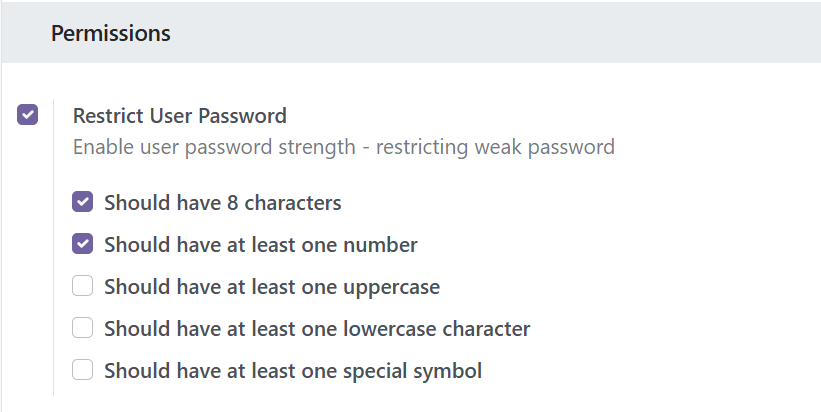 Permissions
Restrict User Password
Enable user password strength - restricting weak password
Should have 8 characters
Should have at least one number
Should have at least one uppercase
Should have at least one lowercase character
Should have at least one special symbol